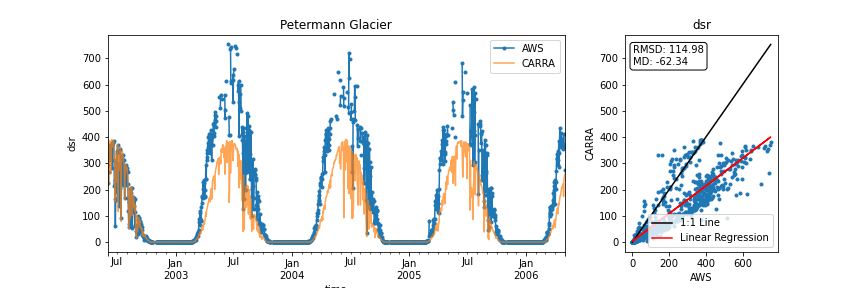 Petermann Glacier
dsr
700
600
500
400
300
200
100
0
dsr
AWS
CARRA
Jul
Jan
2003
Jul
Jan
2004
Jul
Jan
2005
Jul
Jan
2006
time
dsr
RMSD: 114.98
MD: -62.34
700
600
500
400
300
200
100
0
CARRA
1:1 Line
Linear Regression
0
200
400
600
AWS